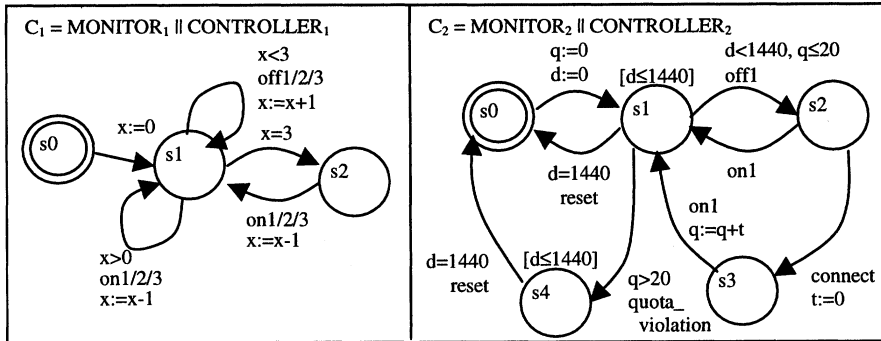 C₁ = MONITOR₁ || CONTROLLER₁
x<3
off1/2/3
x:=x+1
s0
x:=0
s1
x=3
s2
on1/2/3
x:=x-1
x>0
on1/2/3
x:=x-1
C₂ = MONITOR₂ || CONTROLLER₂
q:=0
d:=0
[d≤1440]
d<1440, q≤20
off1
s0
s1
s2
d=1440
reset
on1
on1
q:=q+t
d=1440
reset
[d≤1440]
s4
q>20
quota_
violation
s3
connect
t:=0